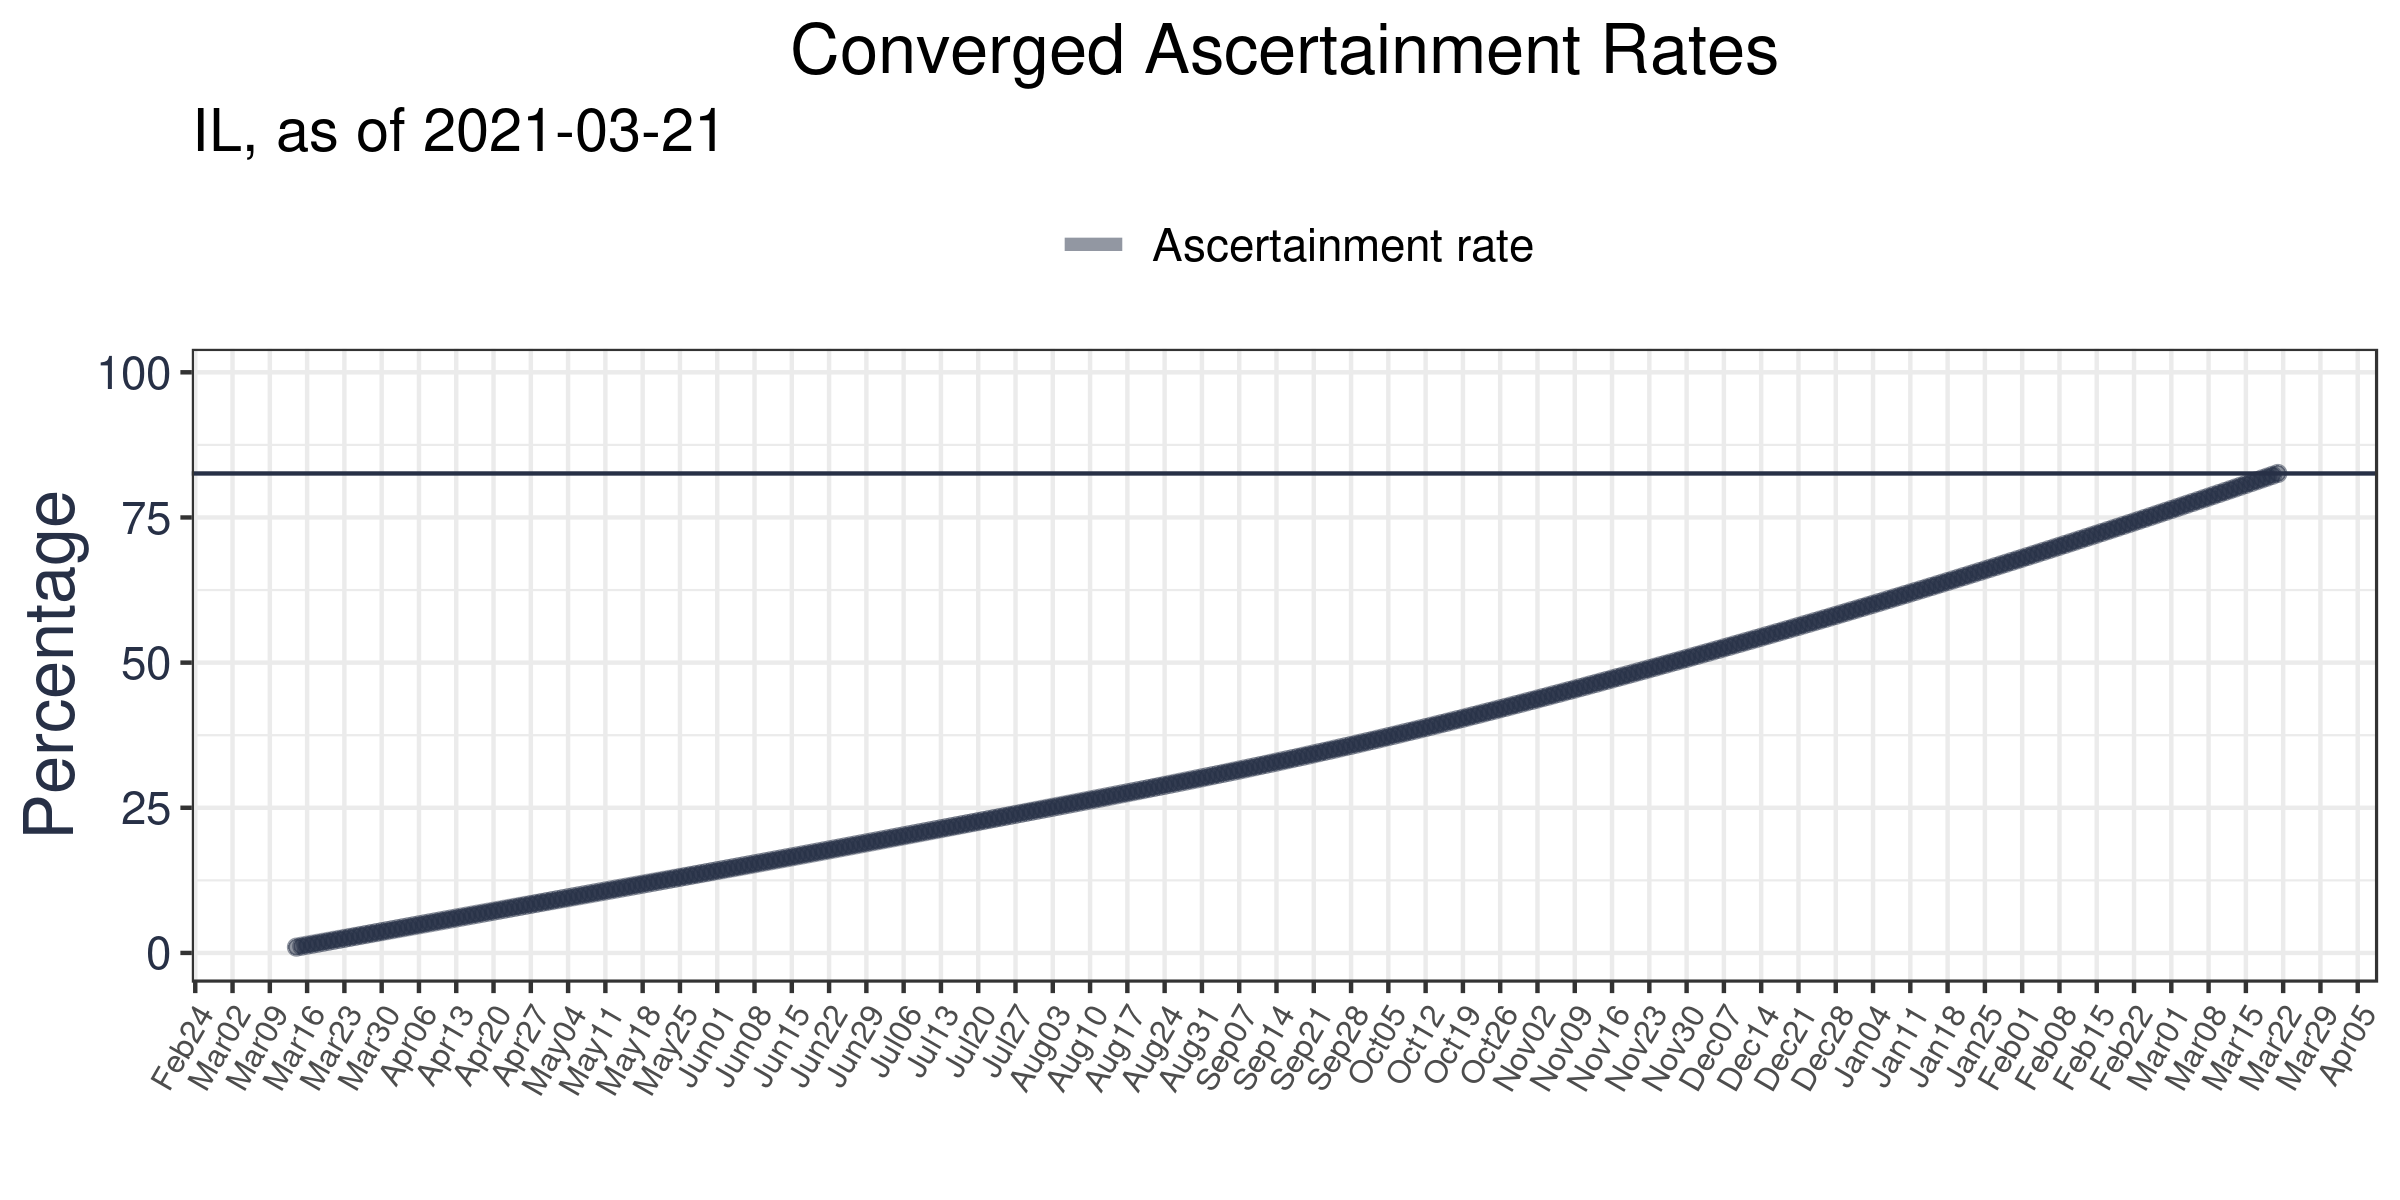 Converged Ascertainment Rates
IL, as of 2021-03-21
Ascertainment rate
Percentage
100
75
50
25
0
Feb24 Mar02 Mar09 Mar16 Mar23 Mar30 Apr06 Apr13 Apr20 Apr27 May04 May11 May18 May25 Jun01 Jun08 Jun15 Jun22 Jun29 Jul06 Jul13 Jul20 Jul27 Aug03 Aug10 Aug17 Aug24 Aug31 Sep07 Sep14 Sep21 Sep28 Oct05 Oct12 Oct19 Oct26 Nov02 Nov09 Nov16 Nov23 Nov30 Dec07 Dec14 Dec21 Dec28 Jan04 Jan11 Jan18 Jan25 Feb01 Feb08 Feb15 Feb22 Mar01 Mar08 Mar15 Mar22 Mar29 Apr05